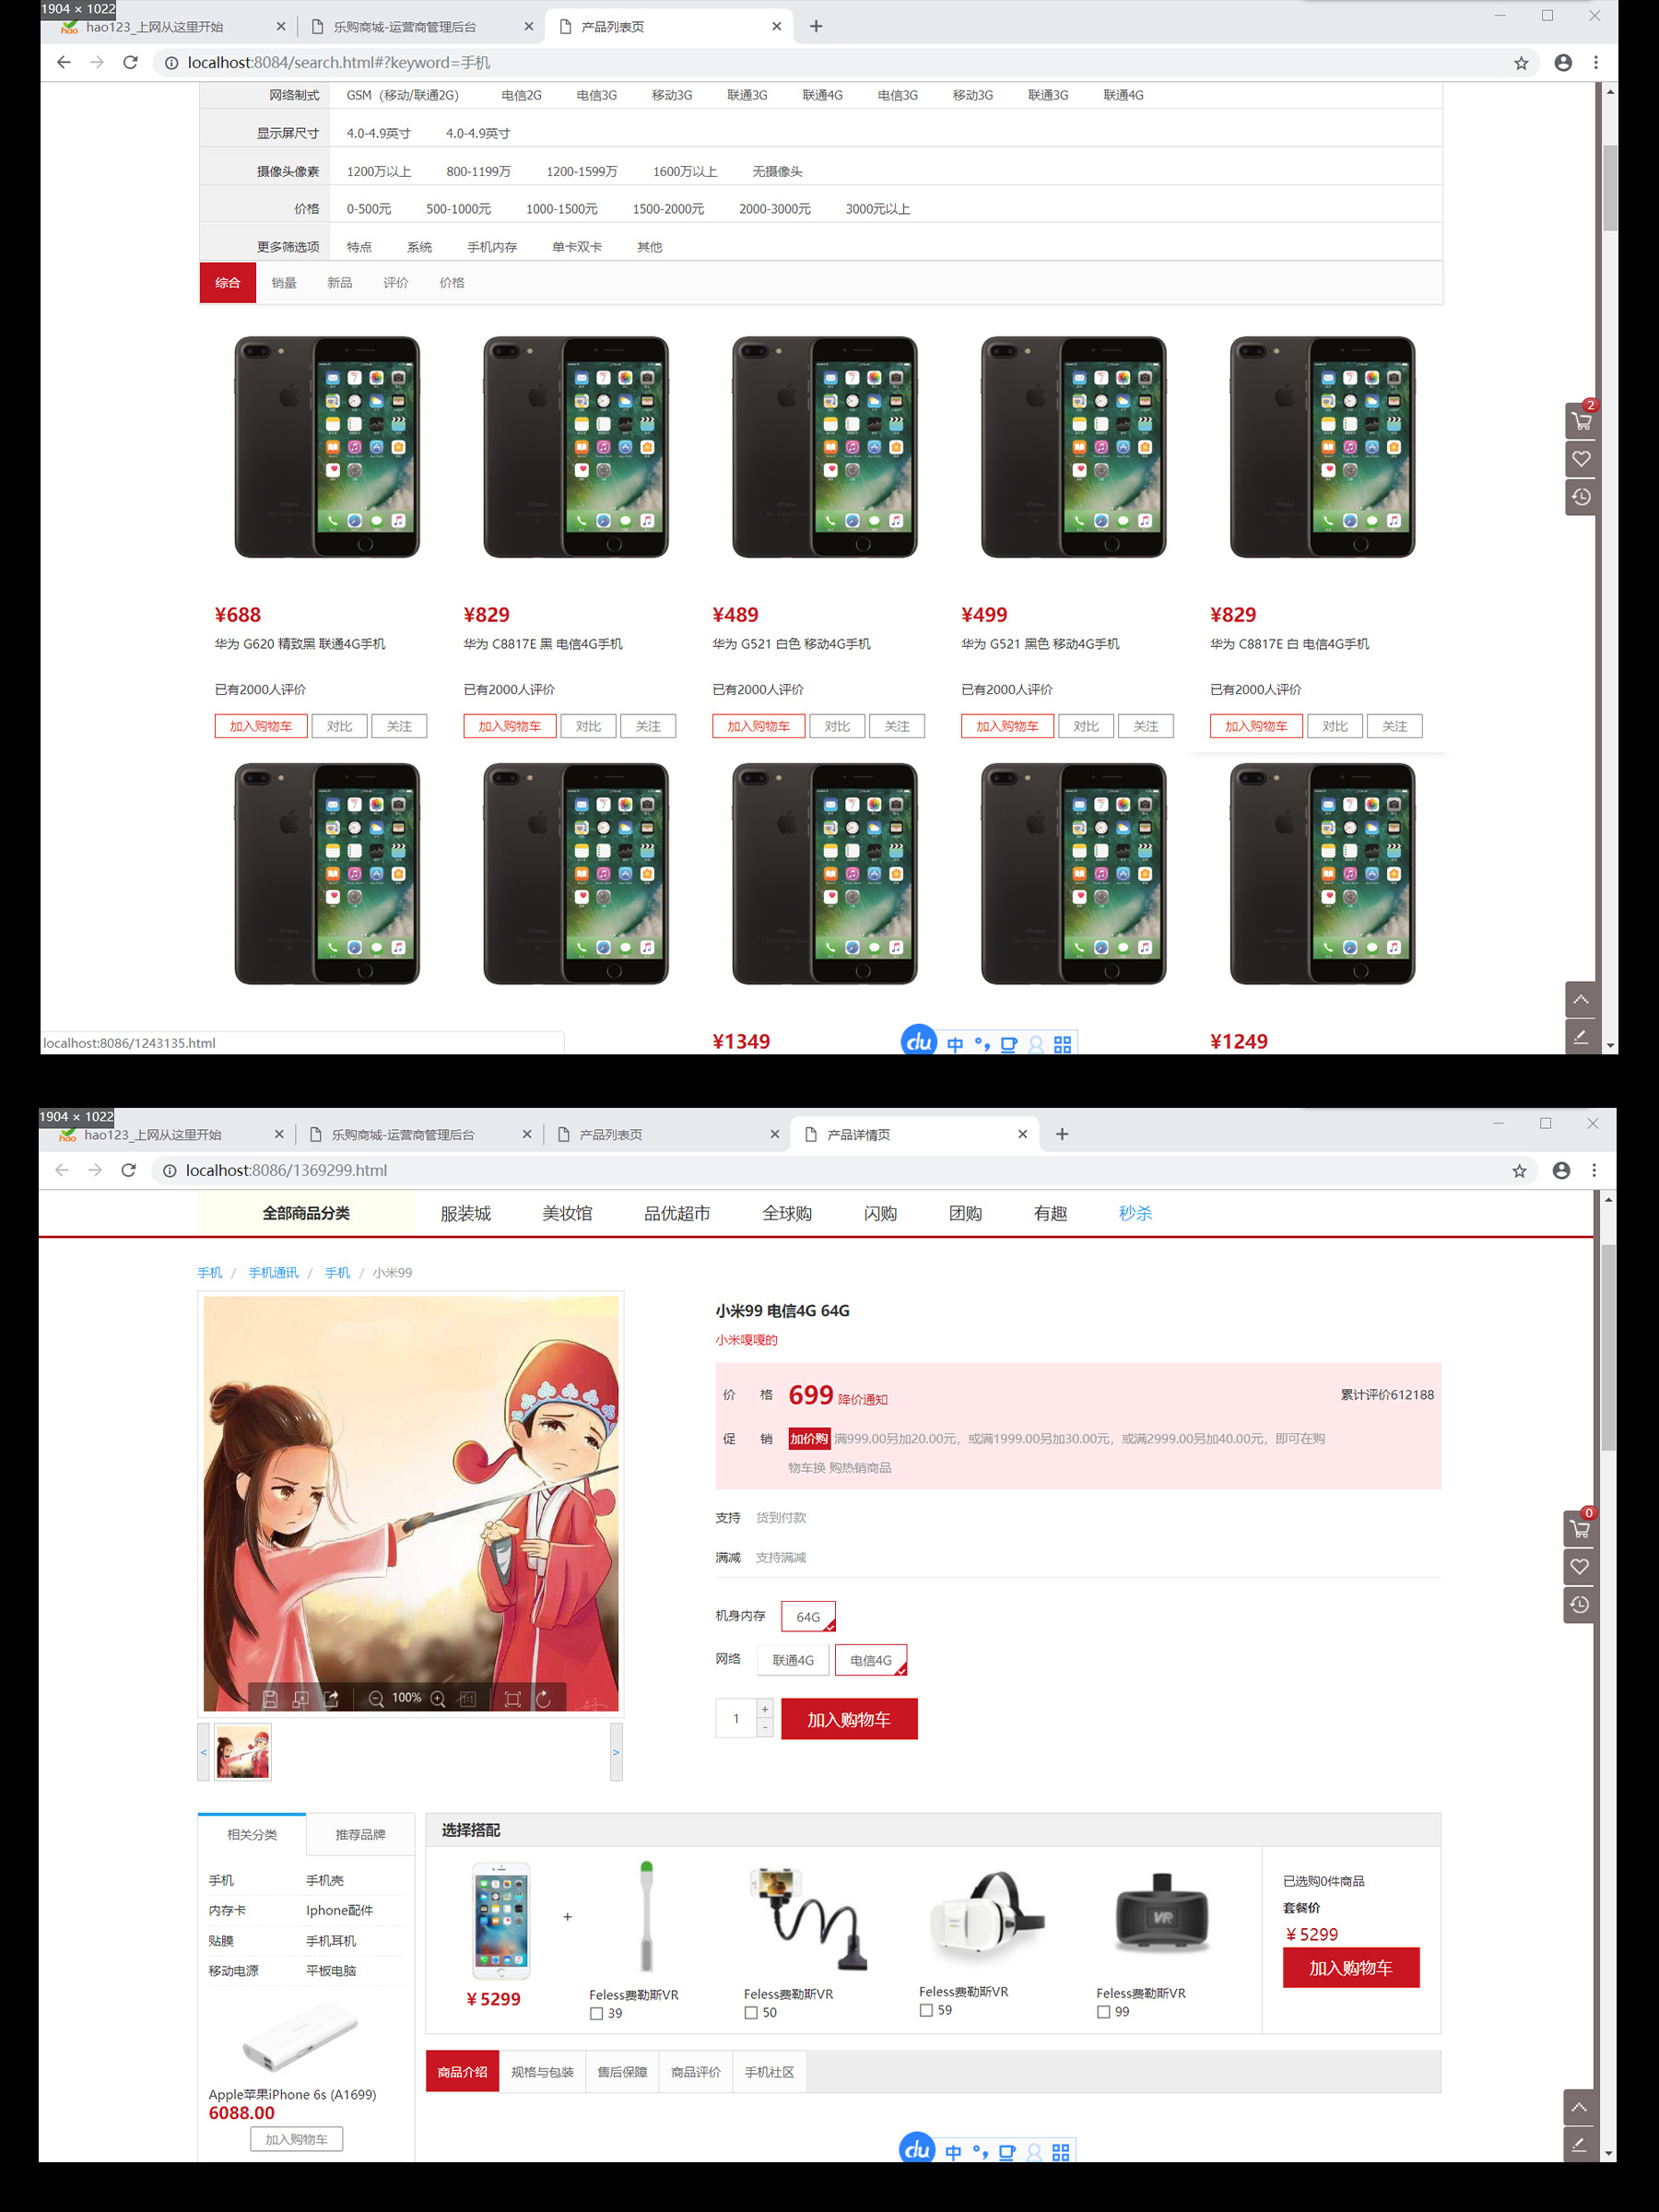 1904 × 1022
hao123_上网从这里开始 乐购商城-运营商管理后台 产品列表页
localhost:8084/search.html#?keyword=手机
网络制式 GSM（移动/联通2G） 电信2G 电信3G 移动3G 联通3G 联通4G 电信3G 移动3G 联通3G 联通4G
显示屏尺寸 4.0-4.9英寸 4.0-4.9英寸
摄像头像素 1200万以上 800-1199万 1200-1599万 1600万以上 无摄像头
价格 0-500元 500-1000元 1000-1500元 1500-2000元 2000-3000元 3000元以上
更多筛选项 特点 系统 手机内存 单卡双卡 其他
综合 销量 新品 评价 价格
2
¥688 ¥829 ¥489 ¥499 ¥829
华为 G620 精致黑 联通4G手机 华为 C8817E 黑 电信4G手机 华为 G521 白色 移动4G手机 华为 G521 黑色 移动4G手机 华为 C8817E 白 电信4G手机
已有2000人评价 已有2000人评价 已有2000人评价 已有2000人评价 已有2000人评价
加入购物车 对比 关注 加入购物车 对比 关注 加入购物车 对比 关注 加入购物车 对比 关注 加入购物车 对比 关注
¥1349 ¥1249
localhost:8086/1243135.html
du 中
1904 × 1022
hao123_上网从这里开始 乐购商城-运营商管理后台 产品列表页 产品详情页
localhost:8086/1369299.html
全部商品分类 服装城 美妆馆 品优超市 全球购 闪购 团购 有趣 秒杀
手机 / 手机通讯 / 手机 / 小米99
小米99 电信4G 64G
小米嘎嘎的
价 格 699 降价通知 累计评价612188
促 销 加价购 满999.00另加20.00元，或满1999.00另加30.00元，或满2999.00另加40.00元，即可在购
物车换 购热销商品
支持 货到付款
0
满减 支持满减
机身内存 64G
网络 联通4G 电信4G
100% 1:1
1 + - 加入购物车
< >
相关分类 推荐品牌
手机 手机壳
内存卡 Iphone配件
贴膜 手机耳机
移动电源 平板电脑
Apple苹果iPhone 6s (A1699)
6088.00
加入购物车
选择搭配
+
VR
￥5299
Feless费勒斯VR Feless费勒斯VR Feless费勒斯VR Feless费勒斯VR
39 50 59 99
已选购0件商品
套餐价
￥5299
加入购物车
商品介绍 规格与包装 售后保障 商品评价 手机社区
du 中